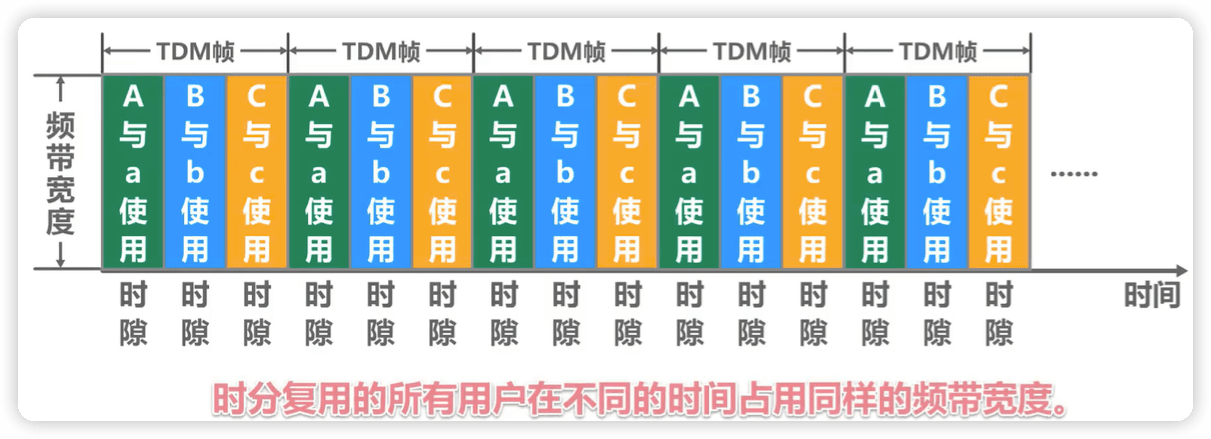 TDM帧 TDM帧 TDM帧 TDM帧 TDM帧
频带宽度
A与a使用
B与b使用
C与c使用
A与a使用
B与b使用
C与c使用
A与a使用
B与b使用
C与c使用
A与a使用
B与b使用
C与c使用
A与a使用
B与b使用
C与c使用
……
时隙 时隙 时隙 时隙 时隙 时隙 时隙 时隙 时隙 时隙 时隙 时隙 时隙 时隙 时隙 时间
时分复用的所有用户在不同的时间占用同样的频带宽度。